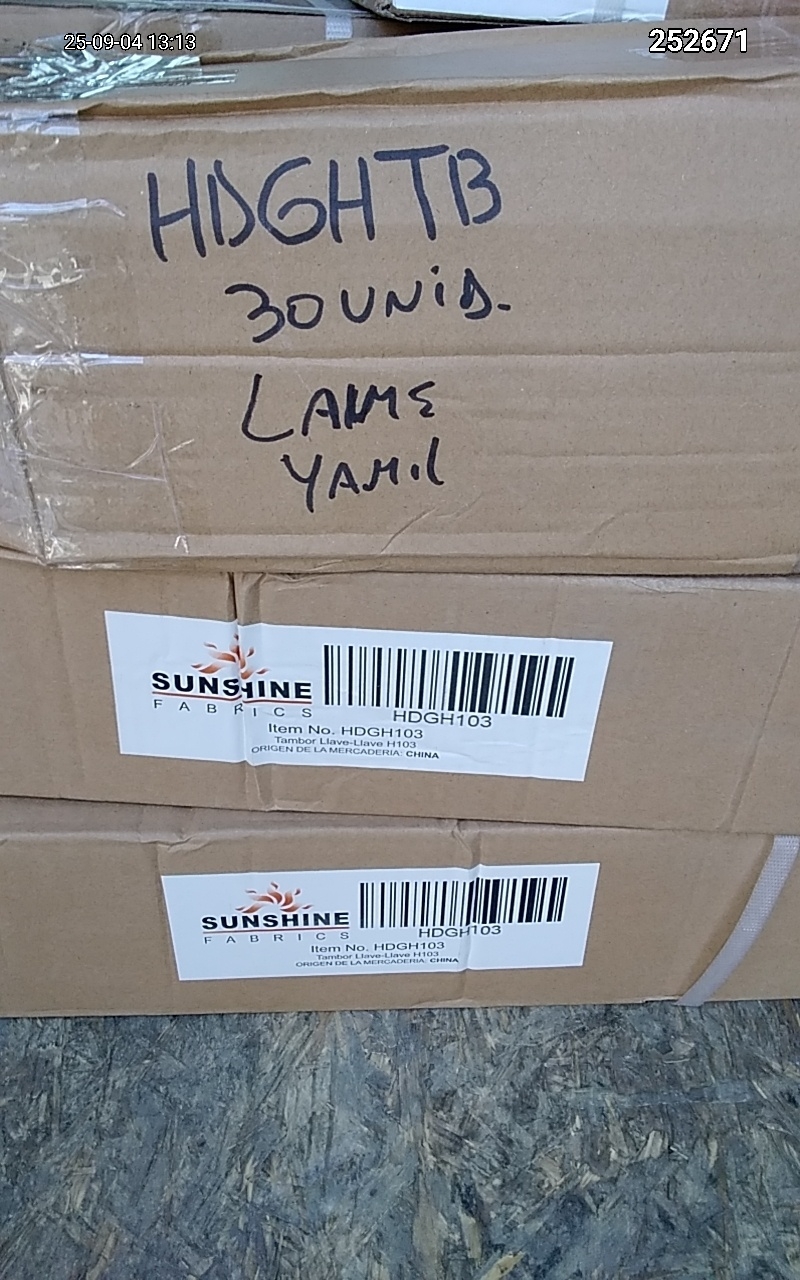 25-09-04 13:13
252671
HDGHTB
30 UNID.
LAIME
YAMIL
SUNSHINE
FABRICS
HDGH103
Item No. HDGH103
Tambor Llave-Llave H103
ORIGEN DE LA MERCADERIA: CHINA
SUNSHINE
FABRICS
HDGH103
Item No. HDGH103
Tambor Llave-Llave H103
ORIGEN DE LA MERCADERIA: CHINA